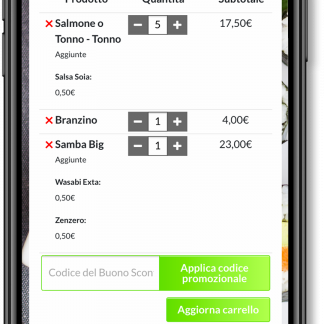 Prodotto Quantità Subtotale
× Salmone o 5 17,50€
Tonno - Tonno
Aggiunte
Salsa Soia:
0,50€
× Branzino 1 4,00€
× Samba Big 1 23,00€
Aggiunte
Wasabi Exta:
0,50€
Zenzero:
0,50€
Codice del Buono Scon Applica codice
promozionale
Aggiorna carrello